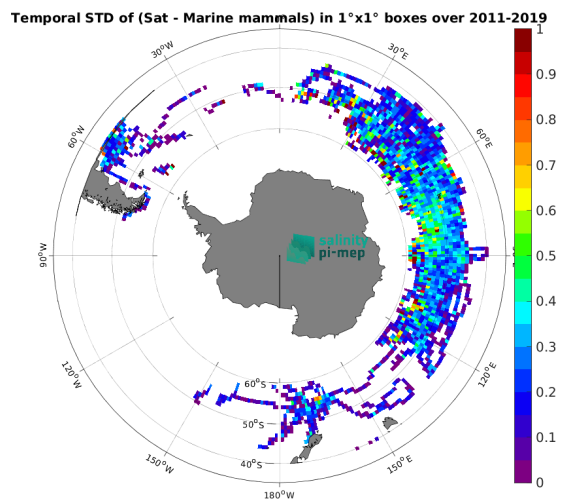 Temporal STD of (Sat - Marine mammals) in 1°x1° boxes over 2011-2019
30°W
30°E
60°W
60°E
90°W
120°W
120°E
150°W
150°E
180°W
60°S
50°S
40°S
salinity
pi-mep
1
0.9
0.8
0.7
0.6
0.5
0.4
0.3
0.2
0.1
0